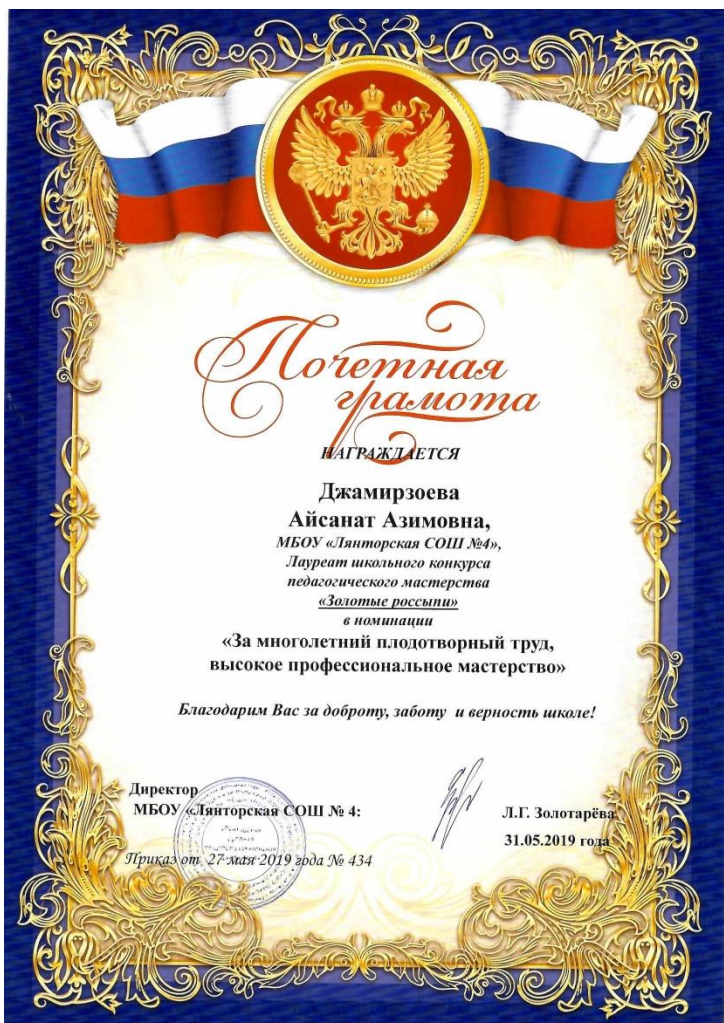 Почетная
грамота
НАГРАЖДАЕТСЯ
Джамирзоева
Айсанат Азимовна,
МБОУ «Лянторская СОШ №4»,
Лауреат школьного конкурса
педагогического мастерства
«Золотые россыпи»
в номинации
«За многолетний плодотворный труд,
высокое профессиональное мастерство»
Благодарим Вас за доброту, заботу и верность школе!
Директор
МБОУ «Лянторская СОШ № 4:
Л.Г. Золотарёва
31.05.2019 года
Приказ от 27 мая 2019 года № 434